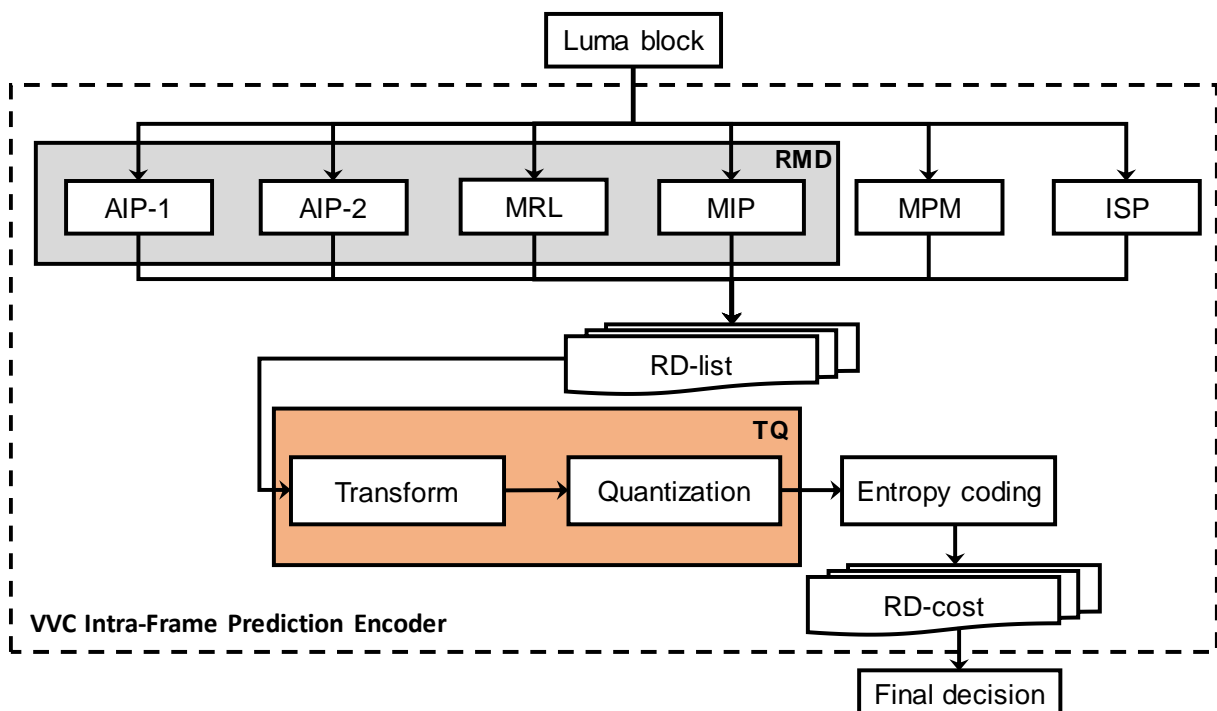 Luma block
RMD
AIP-1
AIP-2
MRL
MIP
MPM
ISP
RD-list
TQ
Transform
Quantization
Entropy coding
RD-cost
VVC Intra-Frame Prediction Encoder
Final decision